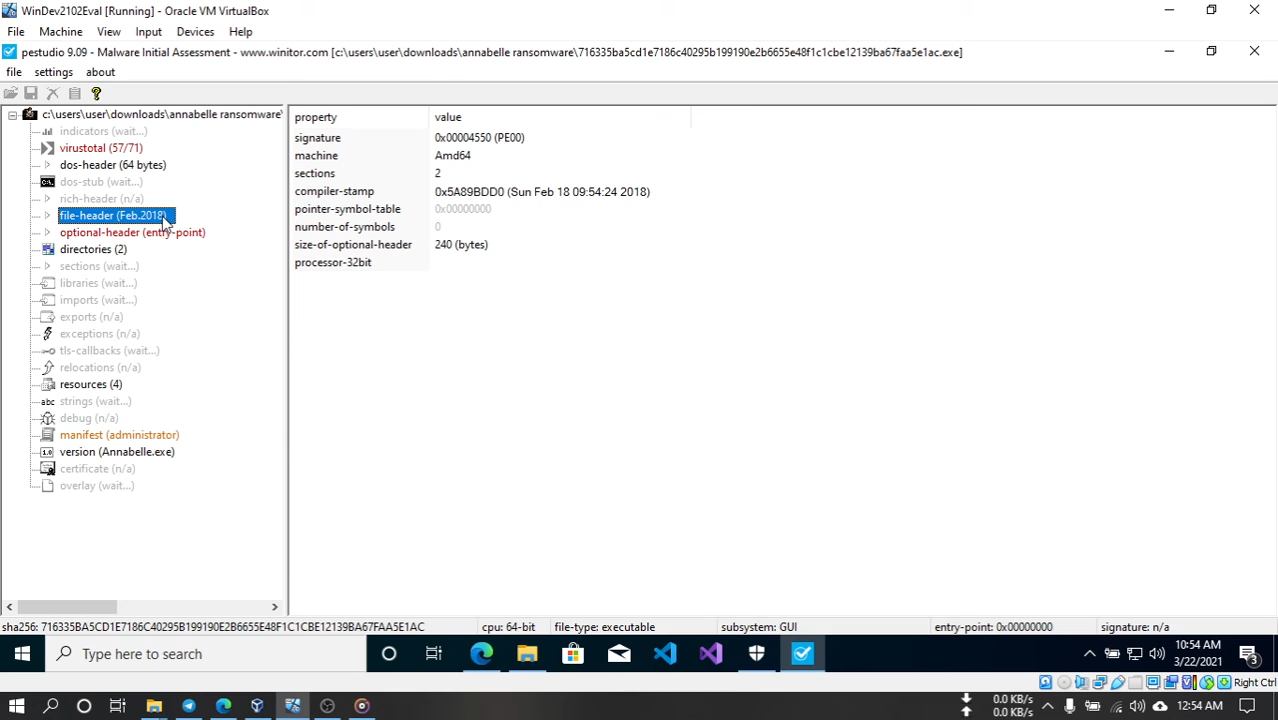 WinDev2102Eval [Running] - Oracle VM VirtualBox
File Machine View Input Devices Help
pestudio 9.09 - Malware Initial Assessment - www.winitor.com [c:\users\user\downloads\annabelle ransomware\716335ba5cd1e7186c40295b199190e2b6655e48f1c1cbe12139ba67faa5e1ac.exe]
file settings about
c:\users\user\downloads\annabelle ransomware\
indicators (wait...)
virustotal (57/71)
dos-header (64 bytes)
dos-stub (wait...)
rich-header (n/a)
file-header (Feb.2018)
optional-header (entry-point)
directories (2)
sections (wait...)
libraries (wait...)
imports (wait...)
exports (n/a)
exceptions (n/a)
tls-callbacks (wait...)
relocations (n/a)
resources (4)
abc strings (wait...)
debug (n/a)
manifest (administrator)
1.0 version (Annabelle.exe)
certificate (n/a)
overlay (wait...)
property value
signature 0x00004550 (PE00)
machine Amd64
sections 2
compiler-stamp 0x5A89BDD0 (Sun Feb 18 09:54:24 2018)
pointer-symbol-table 0x00000000
number-of-symbols 0
size-of-optional-header 240 (bytes)
processor-32bit
sha256: 716335BA5CD1E7186C40295B199190E2B6655E48F1C1CBE12139BA67FAA5E1AC cpu: 64-bit file-type: executable subsystem: GUI entry-point: 0x00000000 signature: n/a
Type here to search
10:54 AM
3/22/2021
3
Right Ctrl
0.0 KB/s
0.0 KB/s
12:54 AM